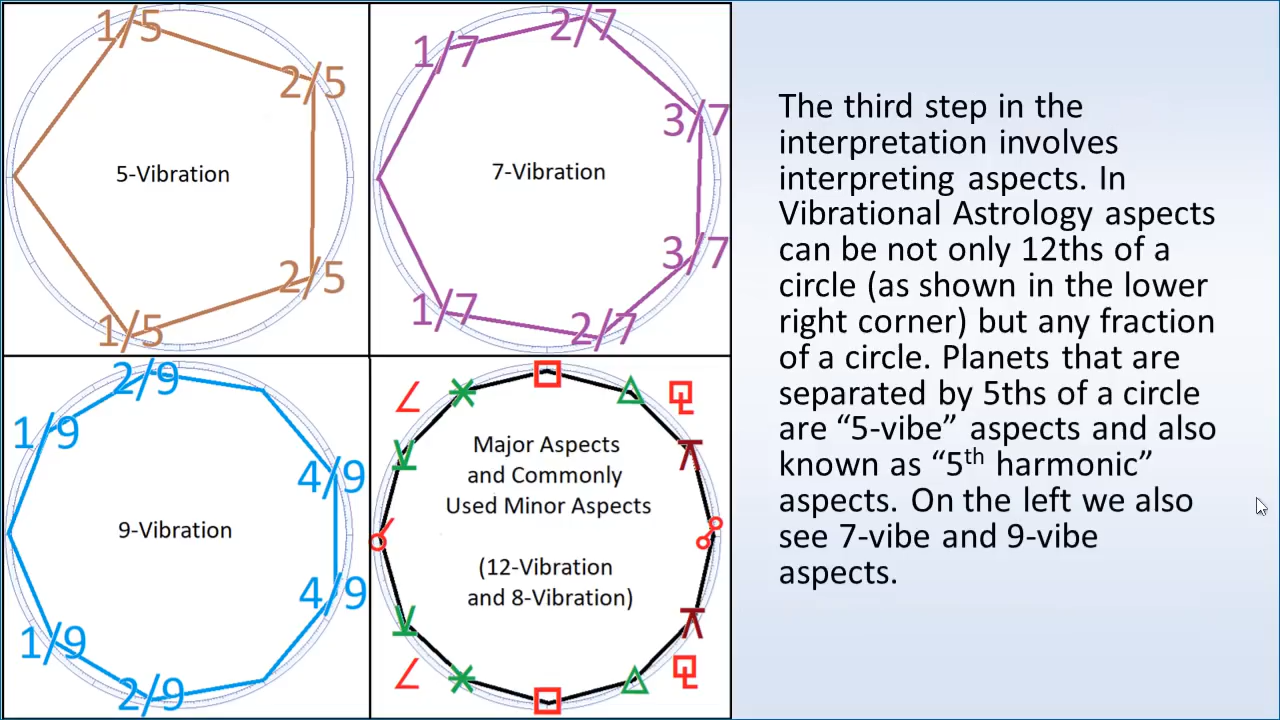 1/5
2/5
5-Vibration
2/5
1/5
2/7
1/7
3/7
7-Vibration
3/7
1/7
2/7
2/9
1/9
4/9
9-Vibration
4/9
1/9
2/9
Major Aspects
and Commonly
Used Minor Aspects
(12-Vibration
and 8-Vibration)
The third step in the
interpretation involves
interpreting aspects. In
Vibrational Astrology aspects
can be not only 12ths of a
circle (as shown in the lower
right corner) but any fraction
of a circle. Planets that are
separated by 5ths of a circle
are “5-vibe” aspects and also
known as “5th harmonic”
aspects. On the left we also
see 7-vibe and 9-vibe
aspects.